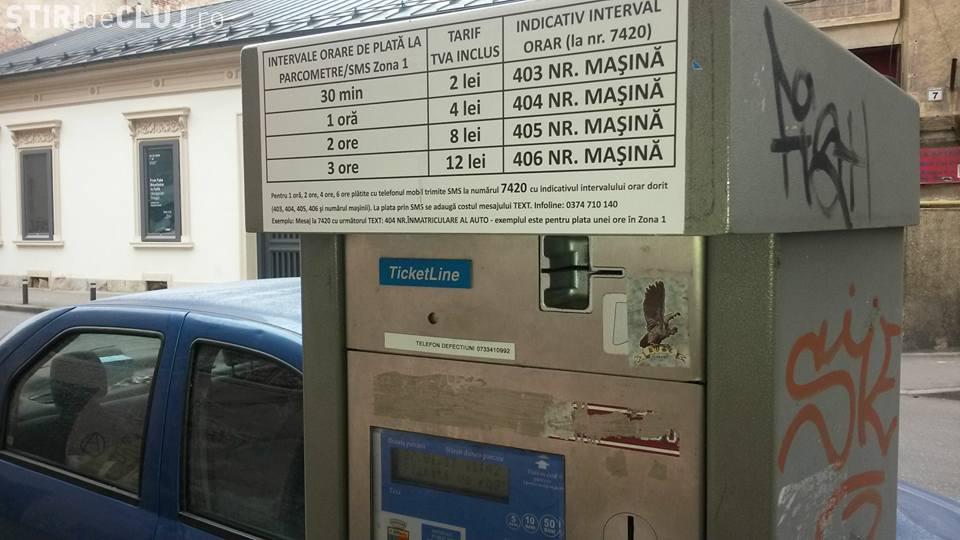 ȘTIRIdeCLUJ.ro
INTERVALE ORARE DE PLATĂ LA PARCOMETRE/SMS Zona 1
TARIF TVA INCLUS
INDICATIV INTERVAL ORAR (la nr. 7420)
30 min 2 lei 403 NR. MAŞINĂ
1 oră 4 lei 404 NR. MAŞINĂ
2 ore 8 lei 405 NR. MAŞINĂ
3 ore 12 lei 406 NR. MAŞINĂ
Pentru 1 oră, 2 ore, 4 ore, 6 ore plătite cu telefonul mobil trimite SMS la numărul 7420 cu indicativul intervalului orar dorit
(403, 404, 405, 406 şi numărul maşinii). La plata prin SMS se adaugă costul mesajului TEXT. Infoline: 0374 710 140
Exemplu: Mesaj la 7420 cu următorul TEXT: 404 NR.ÎNMATRICULARE AL AUTO - exemplul este pentru plata unei ore în Zona 1
7
TicketLine
TELEFON DEFECTIUNI 0733410992
Taxa
5 10 50